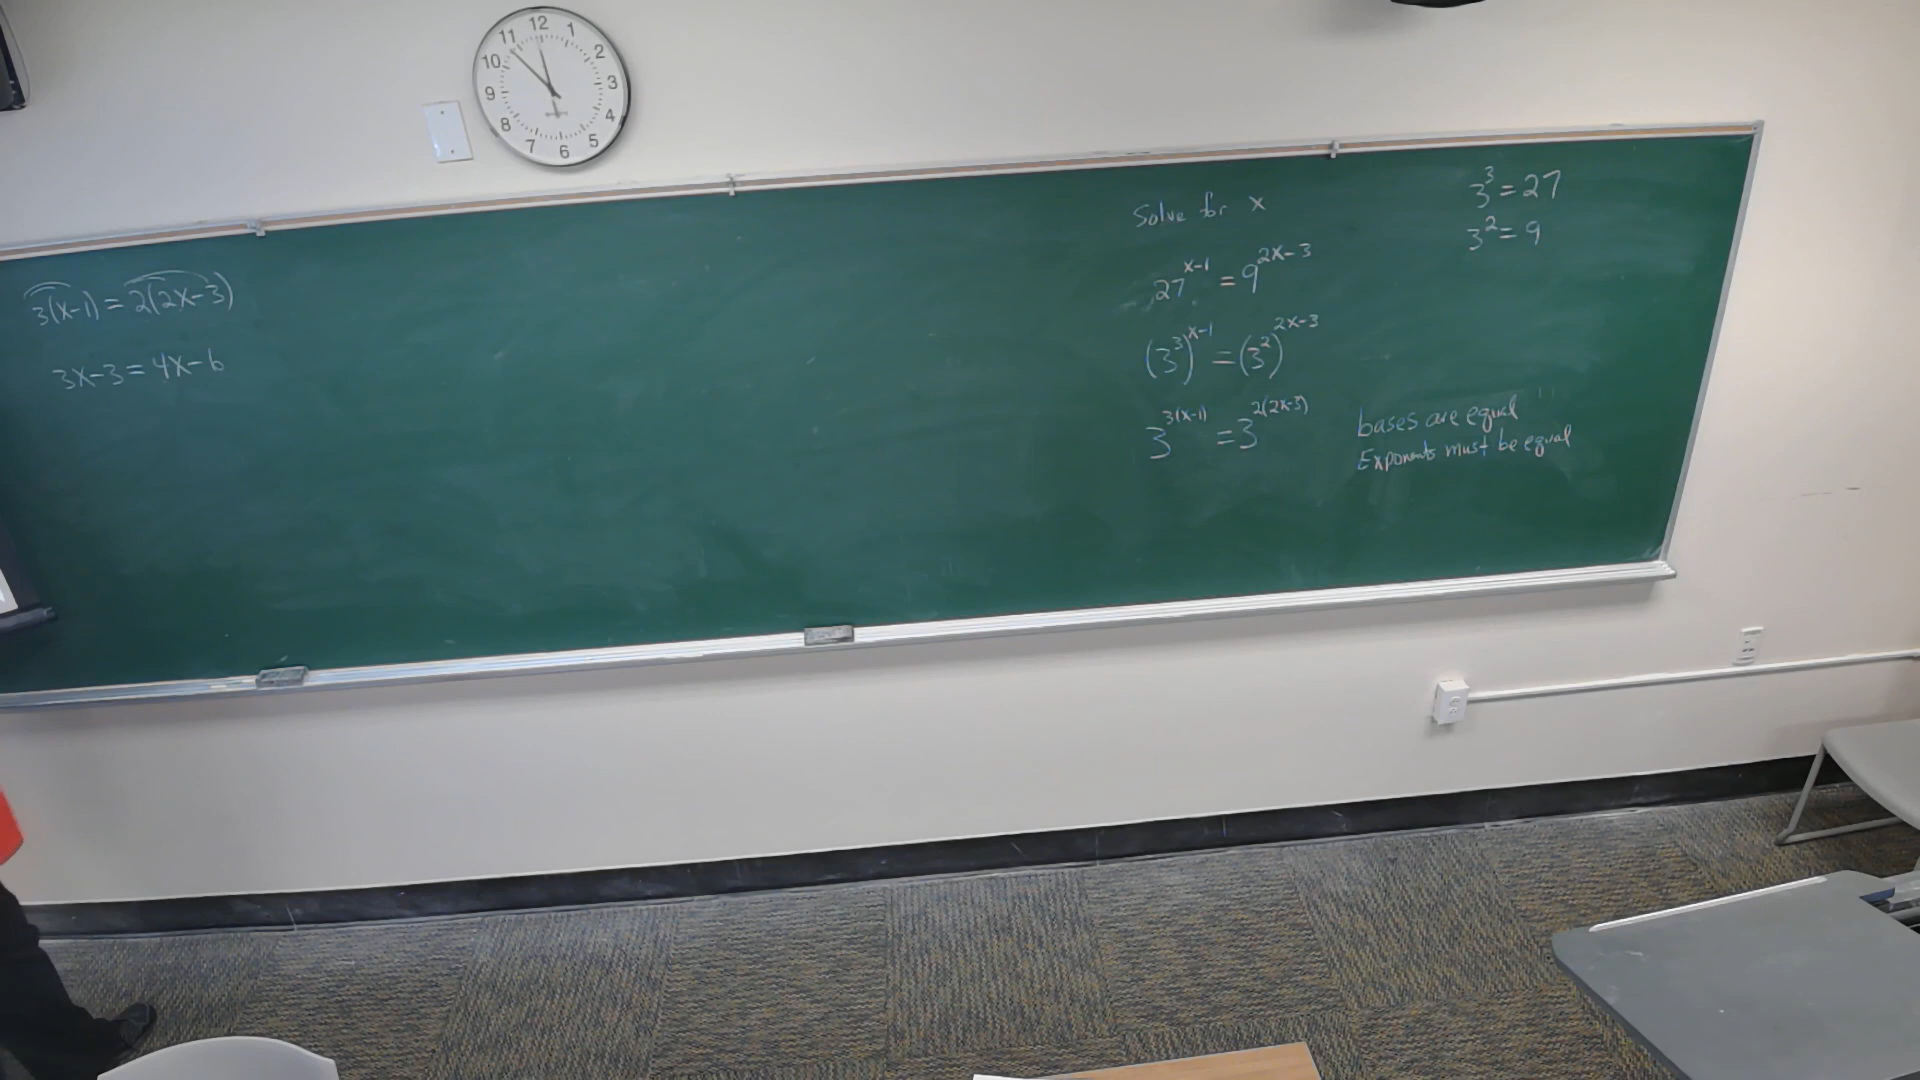 12
1
2
3
4
5
6
7
8
9
10
11
3(x-1) = 2(2x-3)
3x-3 = 4x-6
Solve for x
27^{x-1} = 9^{2x-3}
(3^3)^{x-1} = (3^2)^{2x-3}
3^{3(x-1)} = 3^{2(2x-3)}
bases are equal
Exponents must be equal
3^3 = 27
3^2 = 9